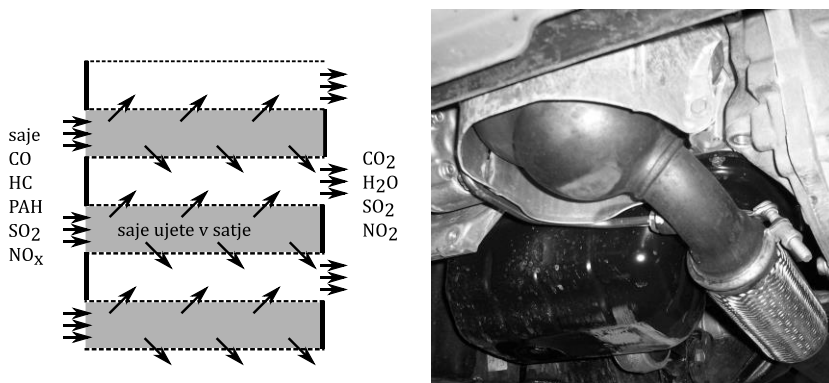 saje
CO
HC
PAH
SO2
NOx
saje ujete v satje
CO2
H2O
SO2
NO2